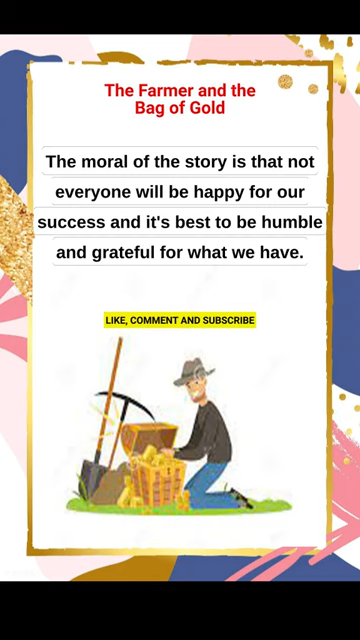 The Farmer and the
Bag of Gold
The moral of the story is that not
everyone will be happy for our
success and it's best to be humble
and grateful for what we have.
LIKE, COMMENT AND SUBSCRIBE